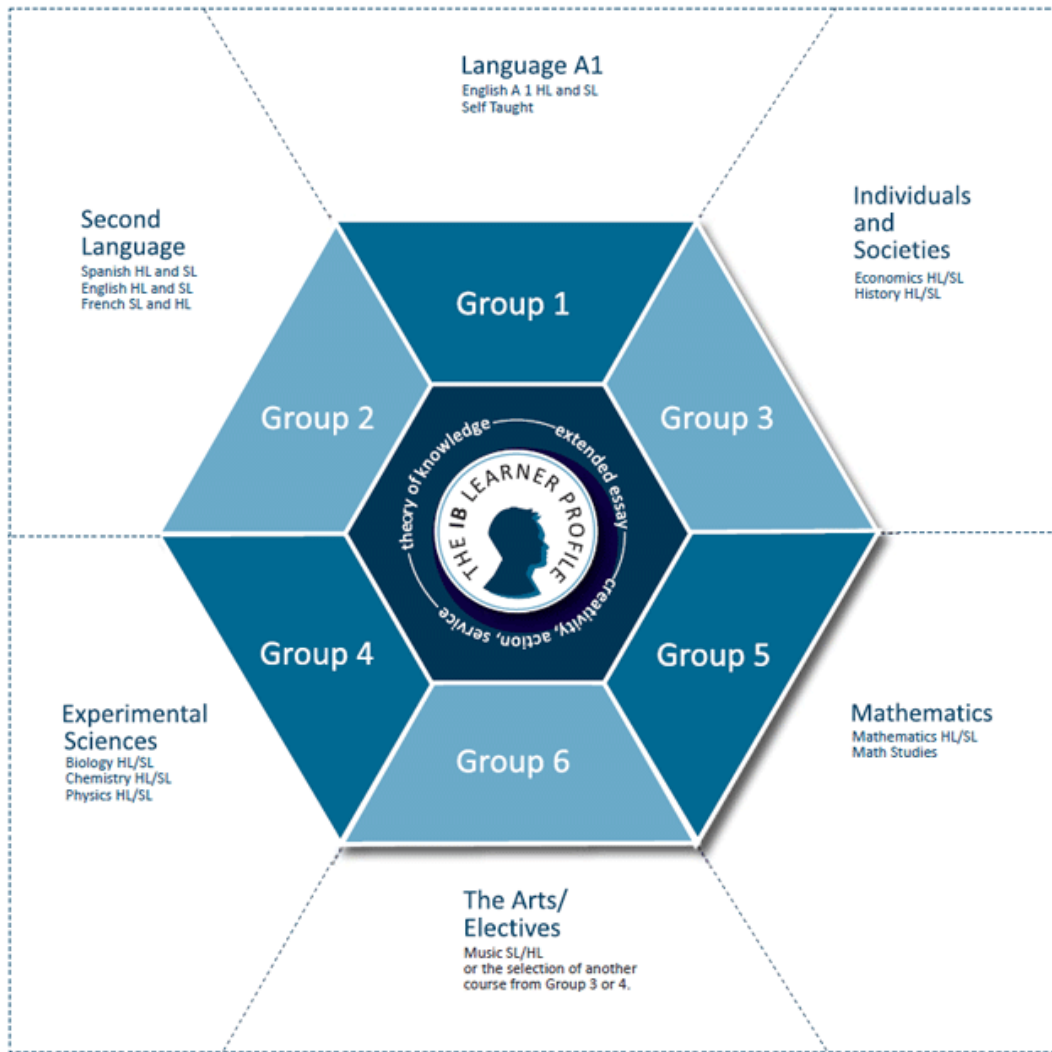 Language A1
English A 1 HL and SL
Self Taught
Second
Language
Spanish HL and SL
English HL and SL
French SL and HL
Individuals
and
Societies
Economics HL/SL
History HL/SL
Group 1
Group 2
Group 3
theory of knowledge
extended essay
creativity, action, service
THE IB LEARNER PROFILE
Group 4
Group 5
Group 6
Experimental
Sciences
Biology HL/SL
Chemistry HL/SL
Physics HL/SL
Mathematics
Mathematics HL/SL
Math Studies
The Arts/
Electives
Music SL/HL
or the selection of another
course from Group 3 or 4.